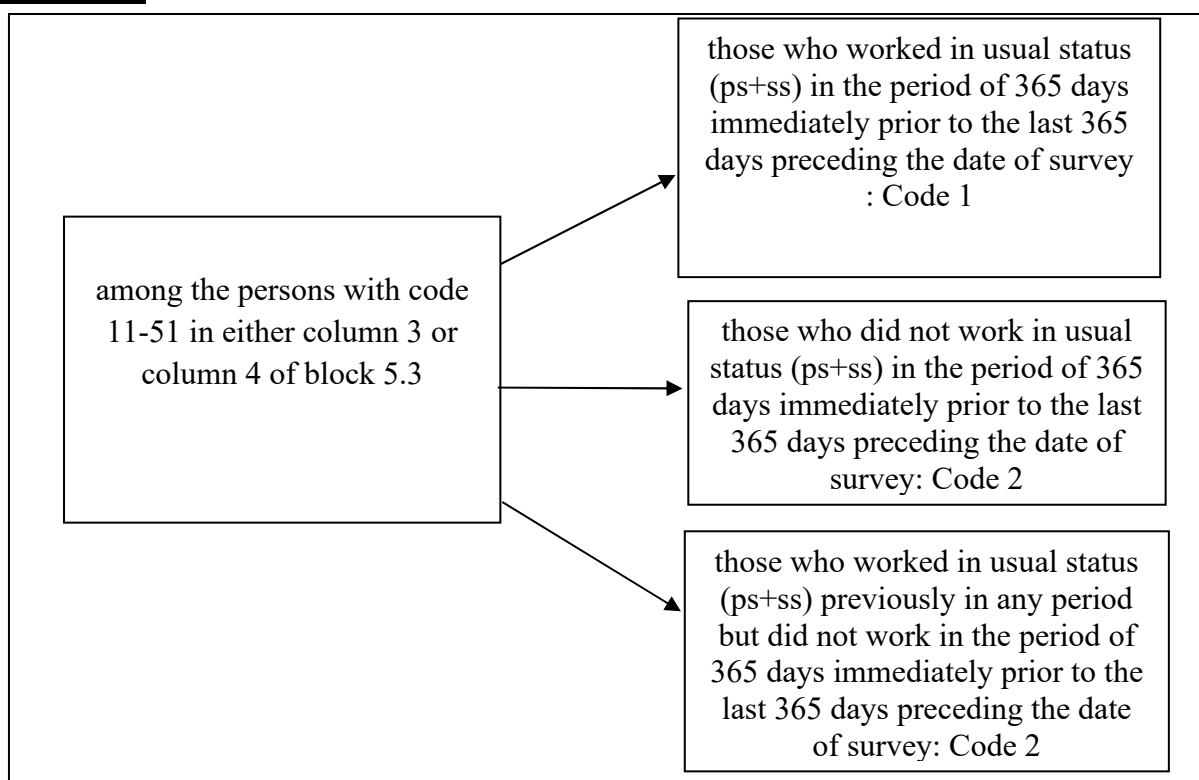 among the persons with code
11-51 in either column 3 or
column 4 of block 5.3
those who worked in usual status
(ps+ss) in the period of 365 days
immediately prior to the last 365
days preceding the date of survey
: Code 1
those who did not work in usual
status (ps+ss) in the period of 365
days immediately prior to the last
365 days preceding the date of
survey: Code 2
those who worked in usual status
(ps+ss) previously in any period
but did not work in the period of
365 days immediately prior to the
last 365 days preceding the date
of survey: Code 2